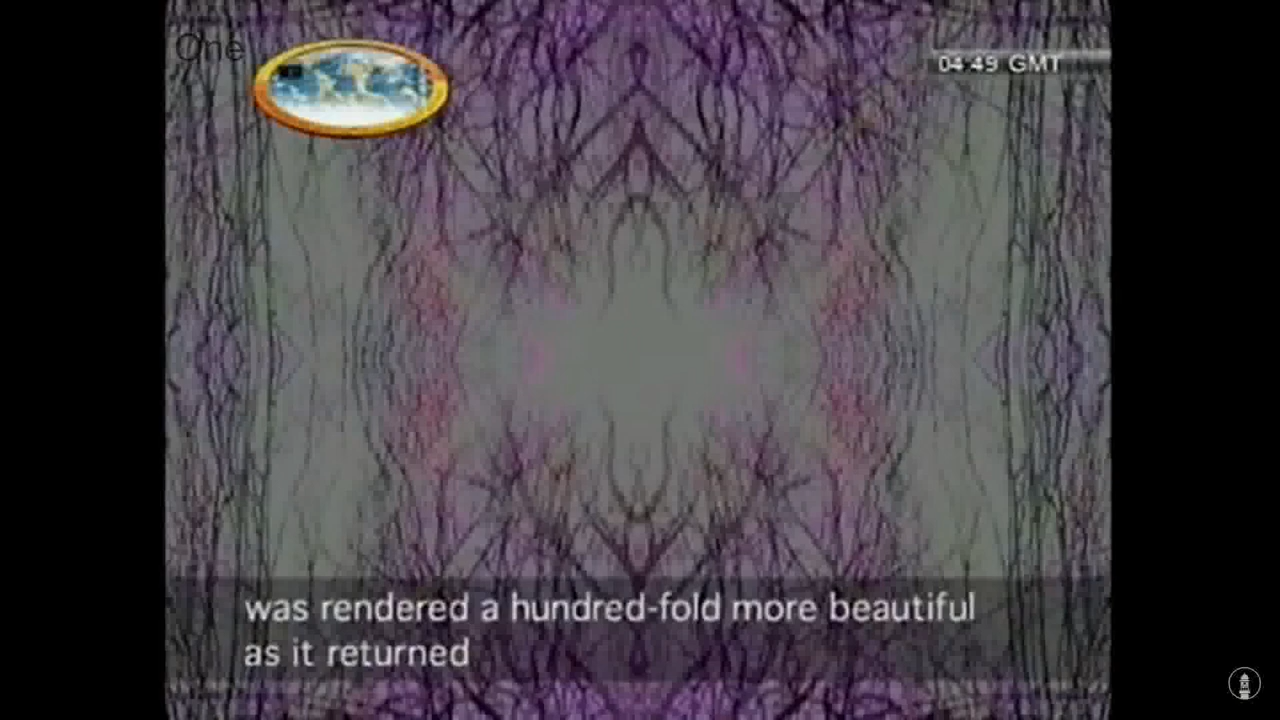 One
04:49 GMT
was rendered a hundred-fold more beautiful
as it returned